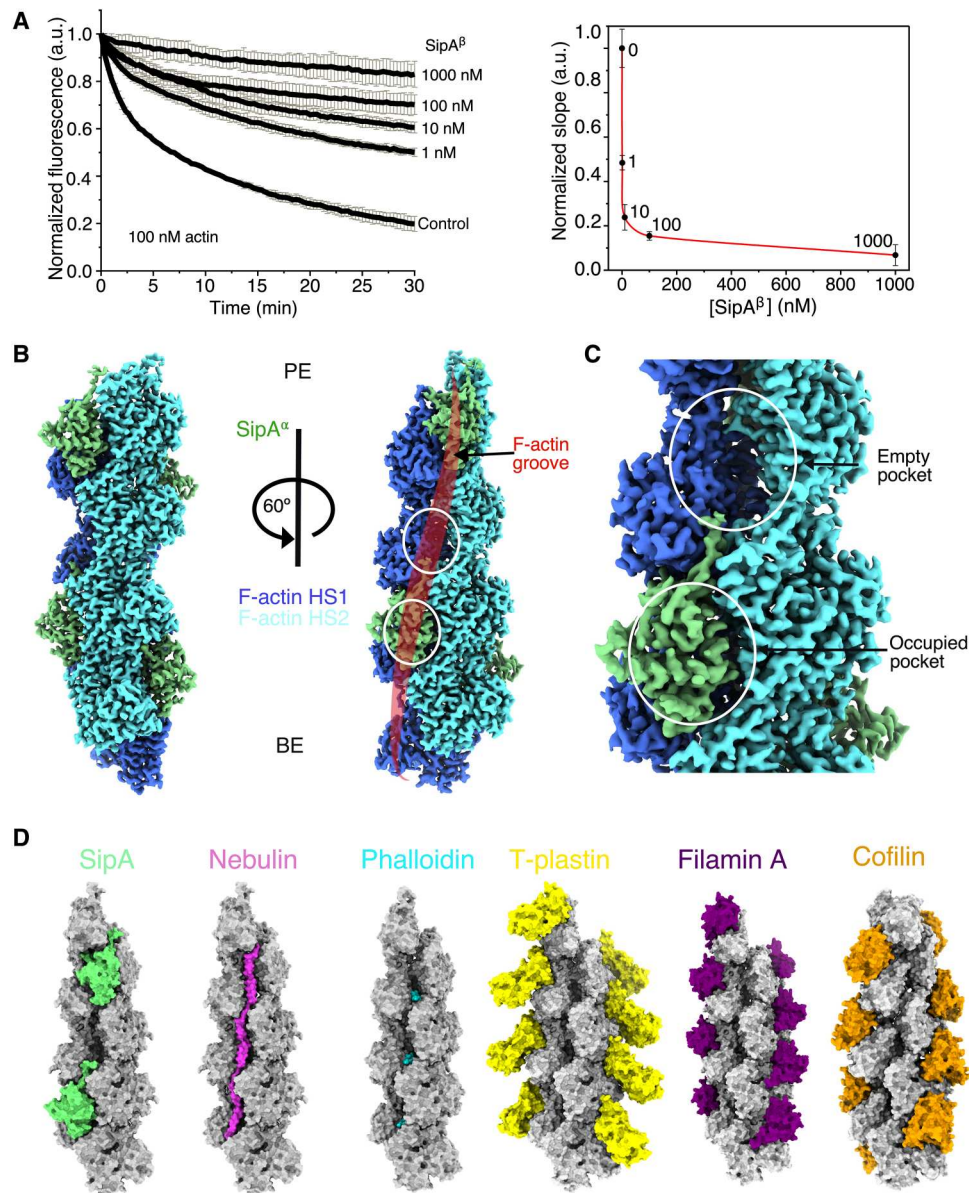 A
Normalized fluorescence (a.u.)
1.0
0.8
0.6
0.4
0.2
0.0
SipAβ
1000 nM
100 nM
10 nM
1 nM
Control
100 nM actin
5
10
15
20
25
30
Time (min)
Normalized slope (a.u.)
1.0
0.8
0.6
0.4
0.2
0.0
0
1
10
100
1000
0
200
400
600
800
1000
[SipAβ] (nM)
B
PE
SipAα
60º
F-actin HS1
F-actin HS2
BE
F-actin
groove
C
Empty
pocket
Occupied
pocket
D
SipA
Nebulin
Phalloidin
T-plastin
Filamin A
Cofilin